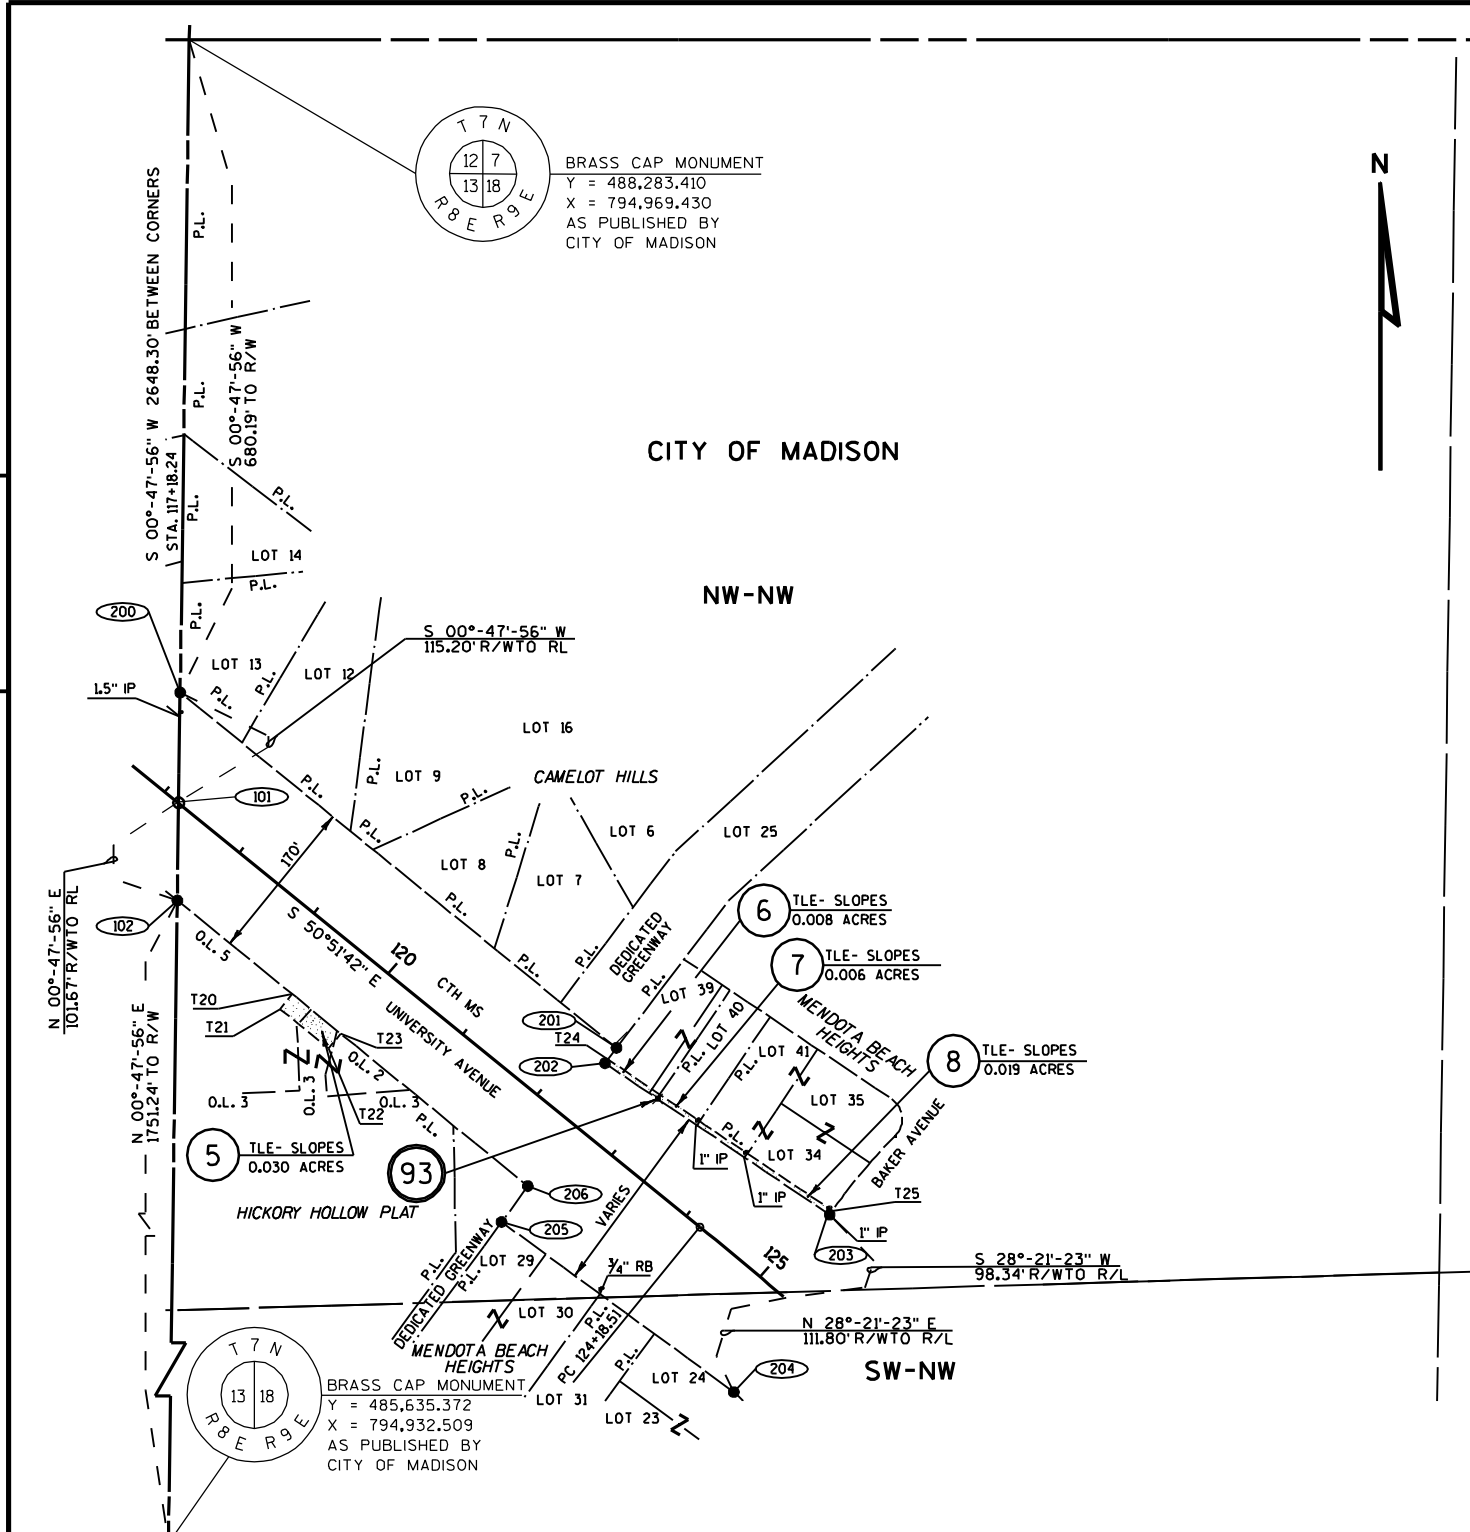 T 7 N
12 7
13 18
R8E R9E
BRASS CAP MONUMENT
Y = 488,283.410
X = 794,969.430
AS PUBLISHED BY
CITY OF MADISON
N
S 00°-47'-56" W 2648.30' BETWEEN CORNERS
STA. 117+18.24
P.L.
P.L.
P.L.
P.L.
S 00°-47'-56" W
680.19' TO R/W
P.L.
LOT 14
P.L.
CITY OF MADISON
NW-NW
200
S 00°-47'-56" W
115.20' R/WTO RL
LOT 13
LOT 12
P.L.
P.L.
1.5" IP
LOT 16
LOT 9
CAMELOT HILLS
P.L.
P.L.
P.L.
P.L.
101
170'
LOT 8
LOT 7
LOT 6
LOT 25
P.L.
P.L.
P.L.
P.L.
P.L.
DEDICATED
GREENWAY
N 00°-47'-56" E
101.67' R/WTO RL
102
O.L. 5
S 50°51'42" E
120
CTH MS
UNIVERSITY AVENUE
6
TLE- SLOPES
0.008 ACRES
7
TLE- SLOPES
0.006 ACRES
8
TLE- SLOPES
0.019 ACRES
LOT 39
LOT 40
LOT 41
P.L.
P.L.
MENDOTA BEACH
HEIGHTS
T20
T21
T23
201
T24
202
O.L. 2
O.L. 3
O.L. 3
O.L. 3
T22
P.L.
N 00°-47'-56" E
1751.24' TO R/W
5
TLE- SLOPES
0.030 ACRES
93
LOT 35
LOT 34
P.L.
BAKER AVENUE
1" IP
1" IP
T25
1" IP
203
HICKORY HOLLOW PLAT
206
205
VARIES
125
P.L.
DEDICATED GREENWAY
P.L.
LOT 29
3/4" RB
LOT 30
P.L.
PC 124+18.51
S 28°-21'-23" W
98.34' R/WTO R/L
N 28°-21'-23" E
111.80' R/WTO R/L
MENDOTA BEACH
HEIGHTS
P.L.
LOT 24
204
SW-NW
LOT 31
LOT 23
T 7 N
13 18
R8E R9E
BRASS CAP MONUMENT
Y = 485,635.372
X = 794,932.509
AS PUBLISHED BY
CITY OF MADISON